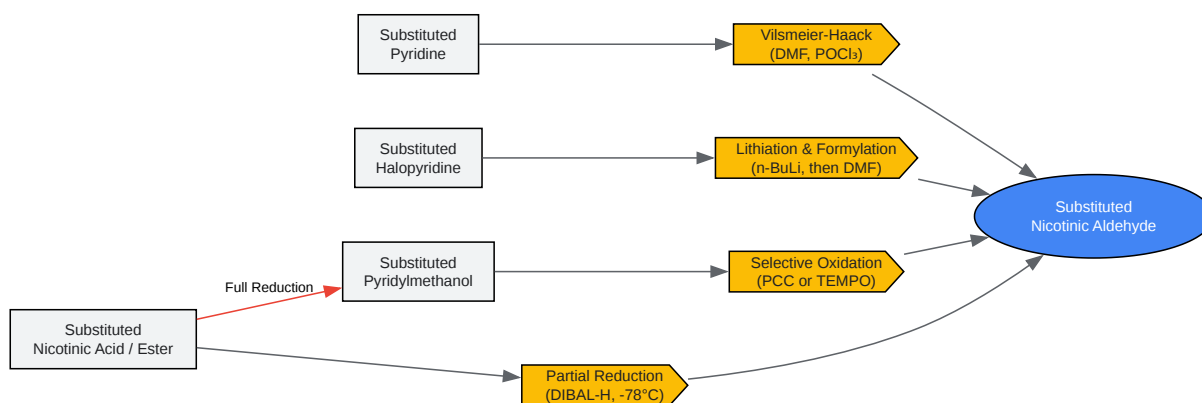 Substituted
Pyridine
Vilsmeier-Haack
(DMF, POCl₃)
Substituted
Halopyridine
Lithiation & Formylation
(n-BuLi, then DMF)
Substituted
Nicotinic Aldehyde
Substituted
Pyridylmethanol
Selective Oxidation
(PCC or TEMPO)
Full Reduction
Substituted
Nicotinic Acid / Ester
Partial Reduction
(DIBAL-H, -78°C)